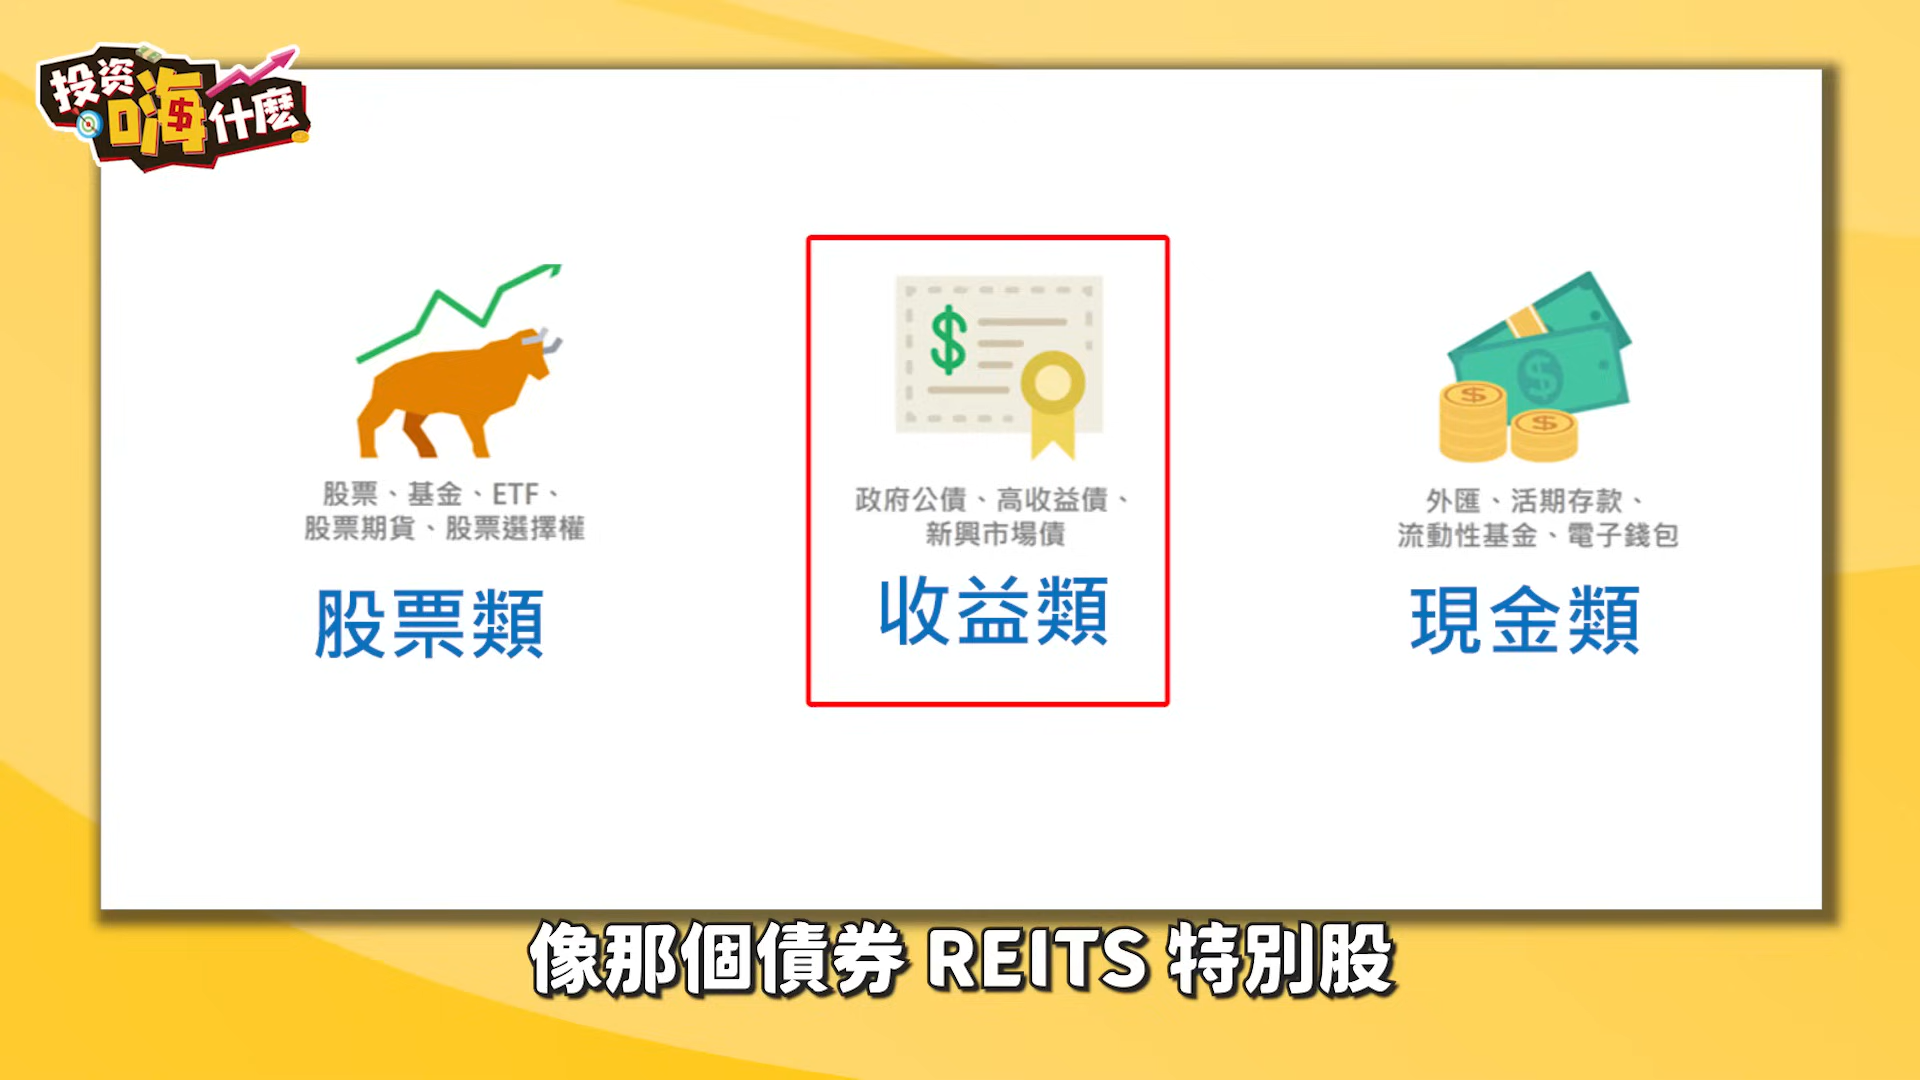 投资
嗨
什麽
股票、基金、ETF、
股票期貨、股票選擇權
股票類
政府公債、高收益債、
新興市場債
收益類
外匯、活期存款、
流動性基金、電子錢包
現金類
像那個債券 REITS 特別股